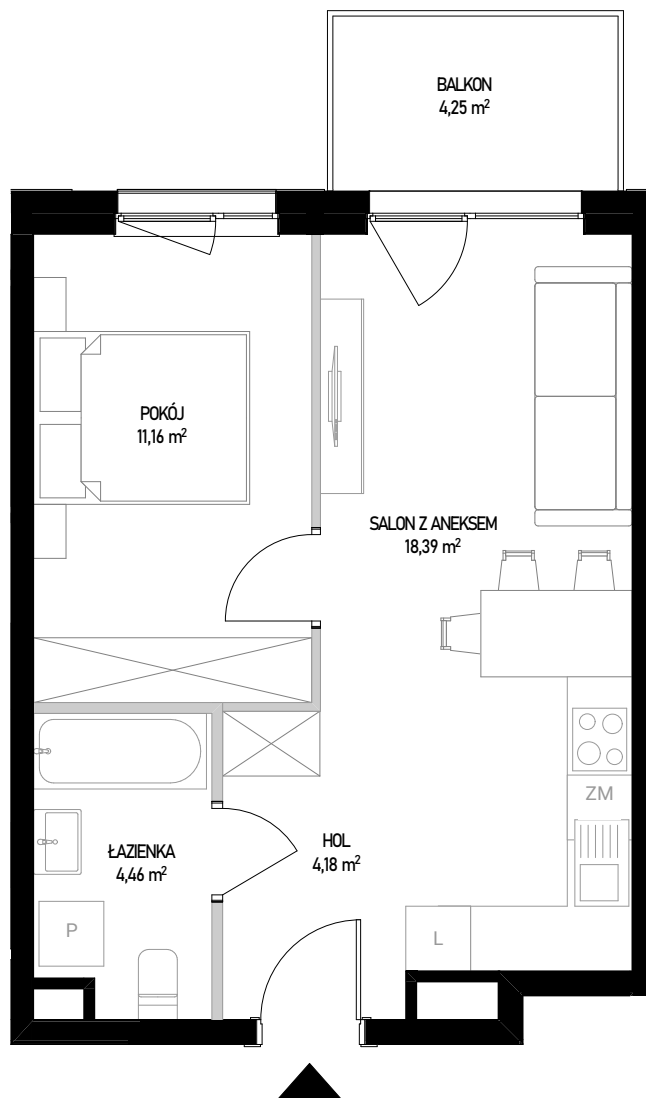 BALKON
4,25 m²
POKÓJ
11,16 m²
SALON Z ANEKSEM
18,39 m²
ZM
HOL
4,18 m²
ŁAZIENKA
4,46 m²
P
L